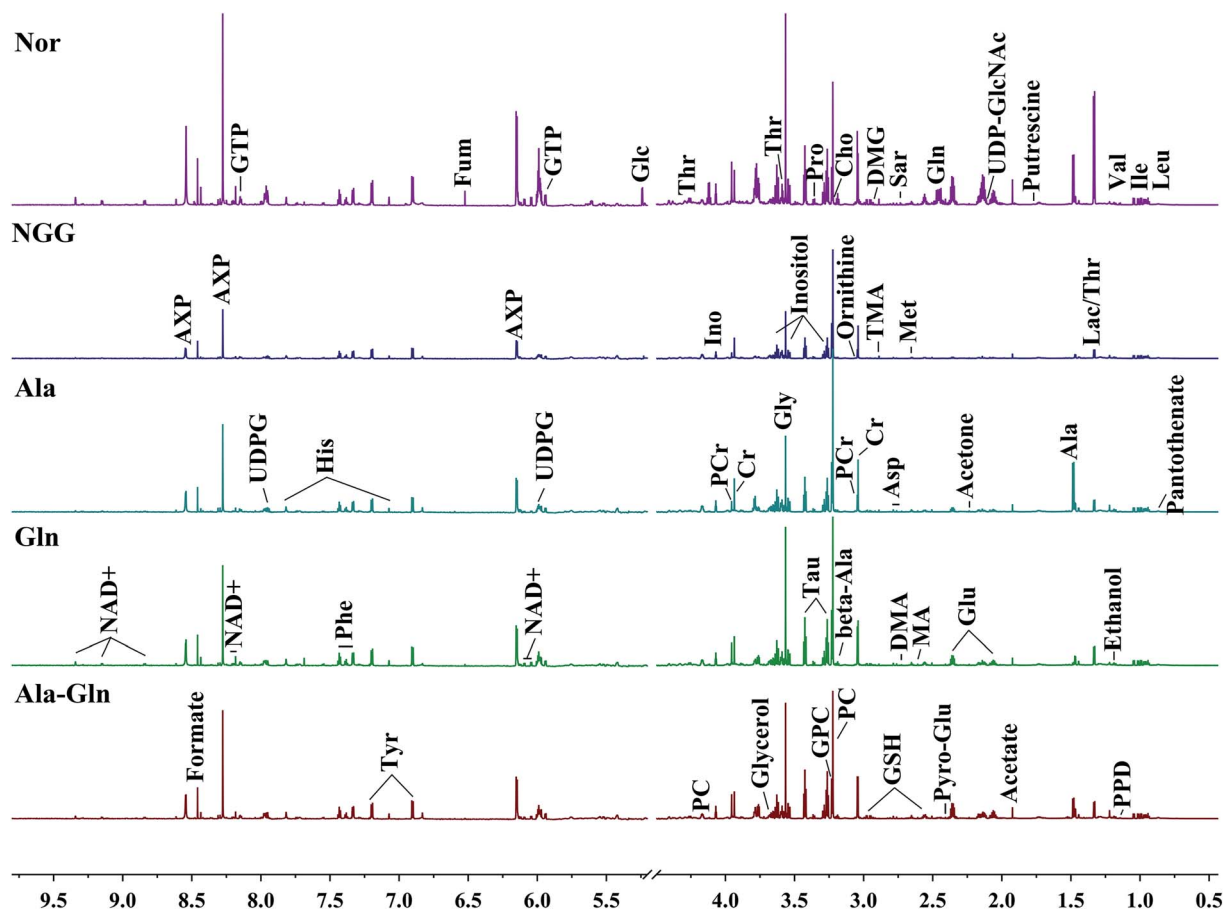 Nor
GTP
Fum
GTP
Glc
Thr
Thr
Pro
Cho
DMG
Sar
Gln
UDP-GlcNAc
Putrescine
Val
Ile
Leu
NGG
AXP
AXP
AXP
Ino
Inositol
Ornithine
TMA
Met
Lac/Thr
Ala
UDPG
His
UDPG
PCr
Cr
Gly
PCr
Cr
Asp
Acetone
Ala
Pantothenate
Gln
NAD+
NAD+
Phe
NAD+
Tau
beta-Ala
DMA
MA
Glu
Ethanol
Ala-Gln
Formate
Tyr
PC
Glycerol
GPC
PC
GSH
Pyro-Glu
Acetate
PPD
9.5 9.0 8.5 8.0 7.5 7.0 6.5 6.0 5.5 4.0 3.5 3.0 2.5 2.0 1.5 1.0 0.5